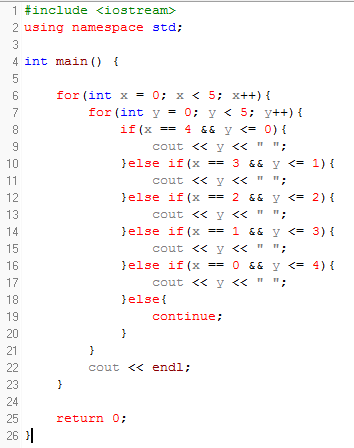 1 #include <iostream>
2 using namespace std;
3
4 int main() {
5
6     for(int x = 0; x < 5; x++){
7         for(int y = 0; y < 5; y++){
8             if(x == 4 && y <= 0){
9                 cout << y << " ";
10             }else if(x == 3 && y <= 1){
11                 cout << y << " ";
12             }else if(x == 2 && y <= 2){
13                 cout << y << " ";
14             }else if(x == 1 && y <= 3){
15                 cout << y << " ";
16             }else if(x == 0 && y <= 4){
17                 cout << y << " ";
18             }else{
19                 continue;
20             }
21         }
22         cout << endl;
23     }
24
25     return 0;
26 }